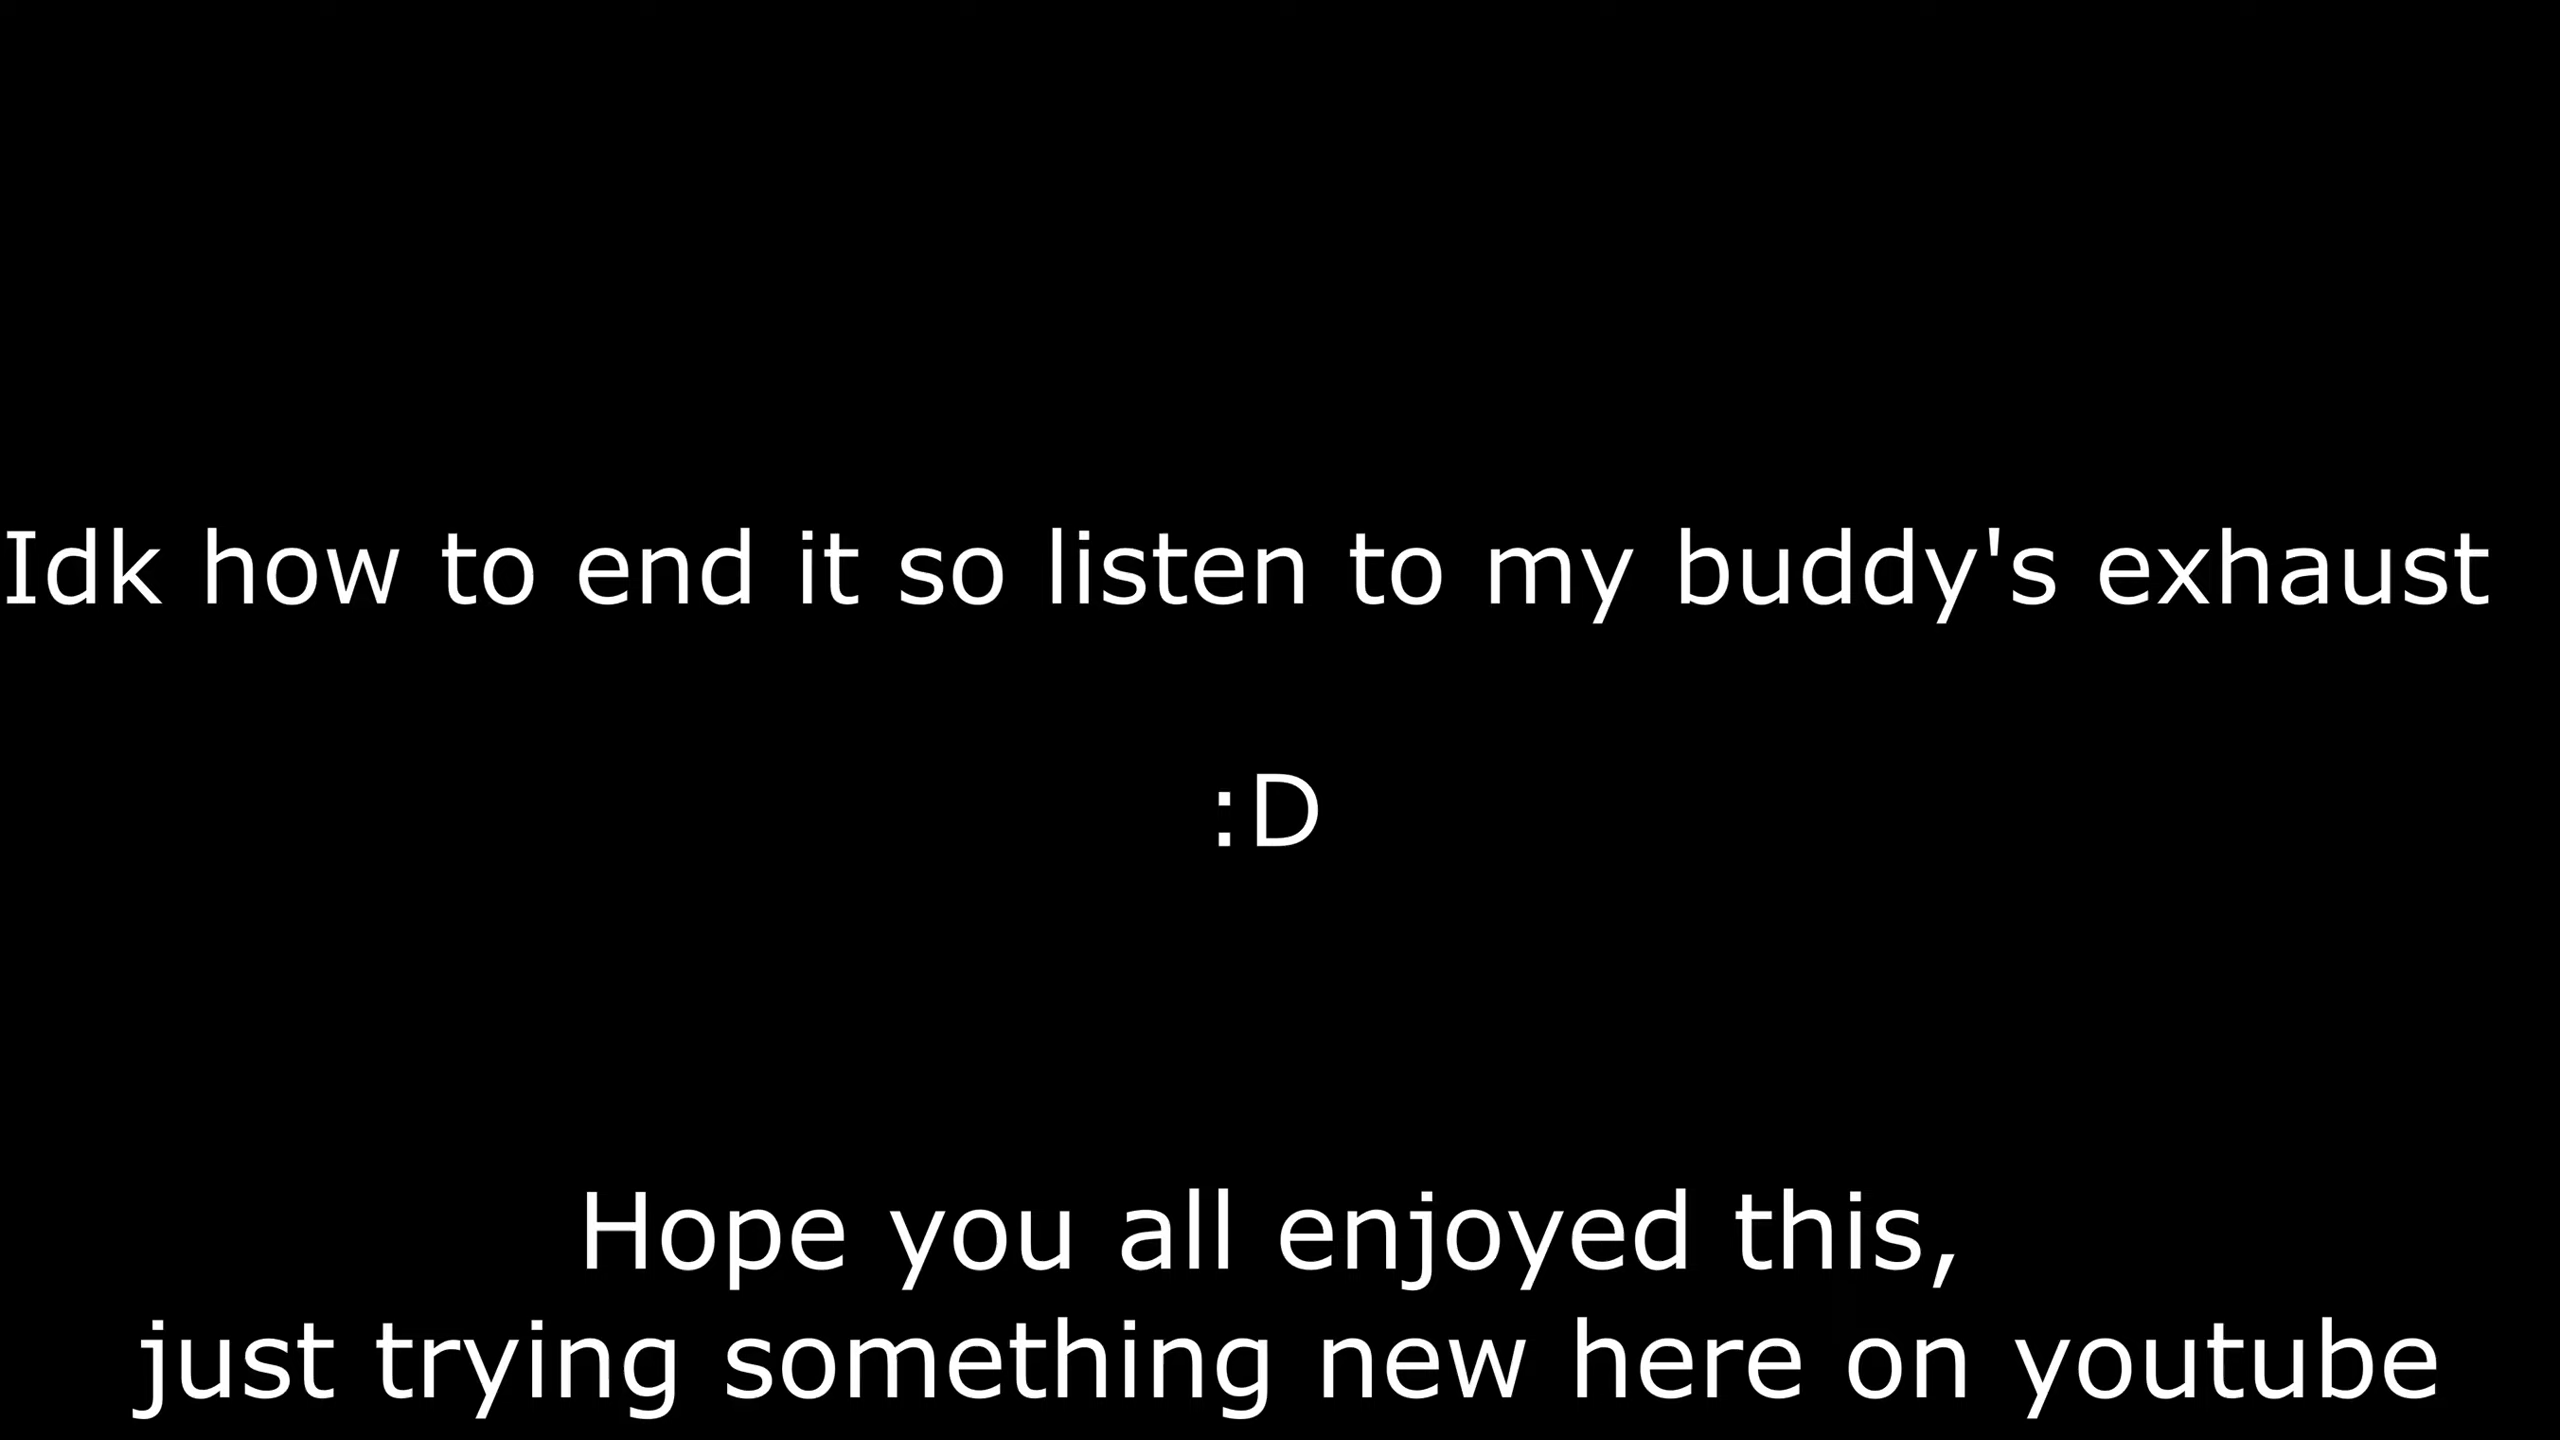 Idk how to end it so listen to my buddy's exhaust
:D
Hope you all enjoyed this,
just trying something new here on youtube